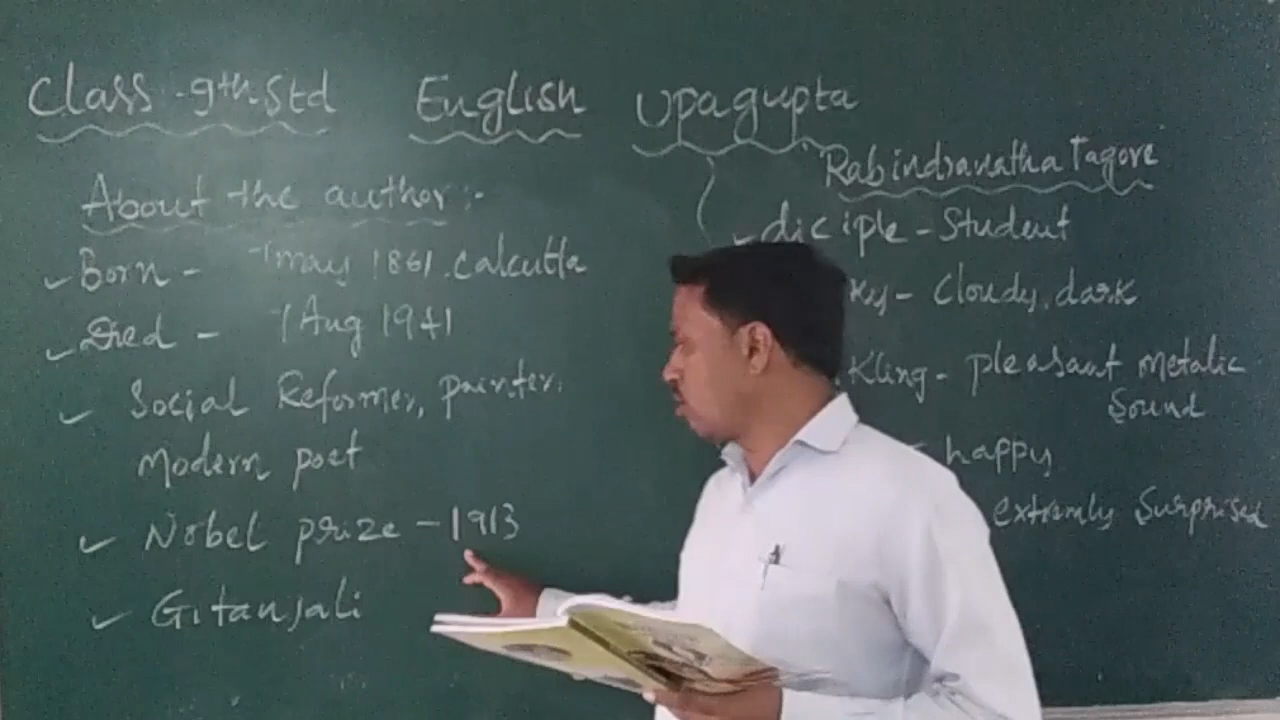 Class - 9th Std English Upagupta
Rabindranatha Tagore
About the author :-
Born - 7 may 1861. Calcutta
Died - 7 Aug 1941
Social Reformer, painter,
Modern poet
Nobel prize - 1913
Gitanjali
diciple - Student
ky - Cloudy, dark
kling - pleasant metalic
Sound
- happy
extremly Surprised